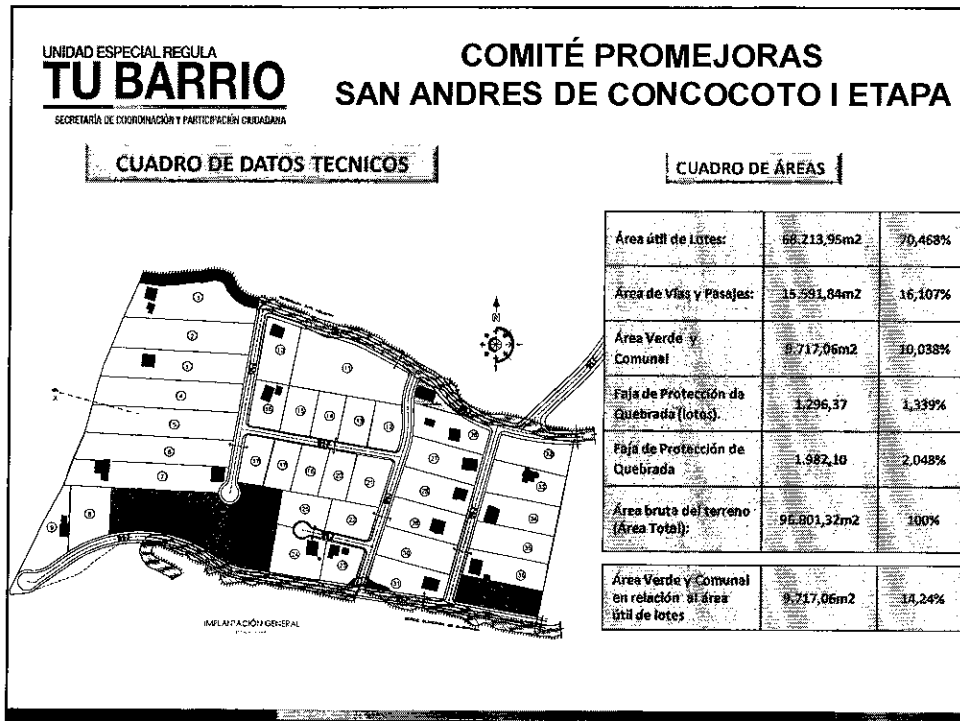 UNIDAD ESPECIAL REGULA
TU BARRIO
SECRETARÍA DE COORDINACIÓN Y PARTICIPACIÓN CIUDADANA
COMITÉ PROMEJORAS
SAN ANDRES DE CONCOCOTO I ETAPA
CUADRO DE DATOS TECNICOS
CUADRO DE ÁREAS
Área útil de Lotes: 68.213,95m2 70,468%
Área de Vías y Pasajes: 15.591,84m2 16,107%
Área Verde y
Comunal 9.717,06m2 10,038%
Faja de Protección de
Quebrada (lotes). 1.296,37 1,339%
Faja de Protección de
Quebrada 1.982,10 2,048%
Área bruta del terreno
(Área Total): 96.801,32m2 100%
Área Verde y Comunal
en relación al área
útil de lotes 9.717,06m2 14,24%
N
IMPLANTACIÓN GENERAL